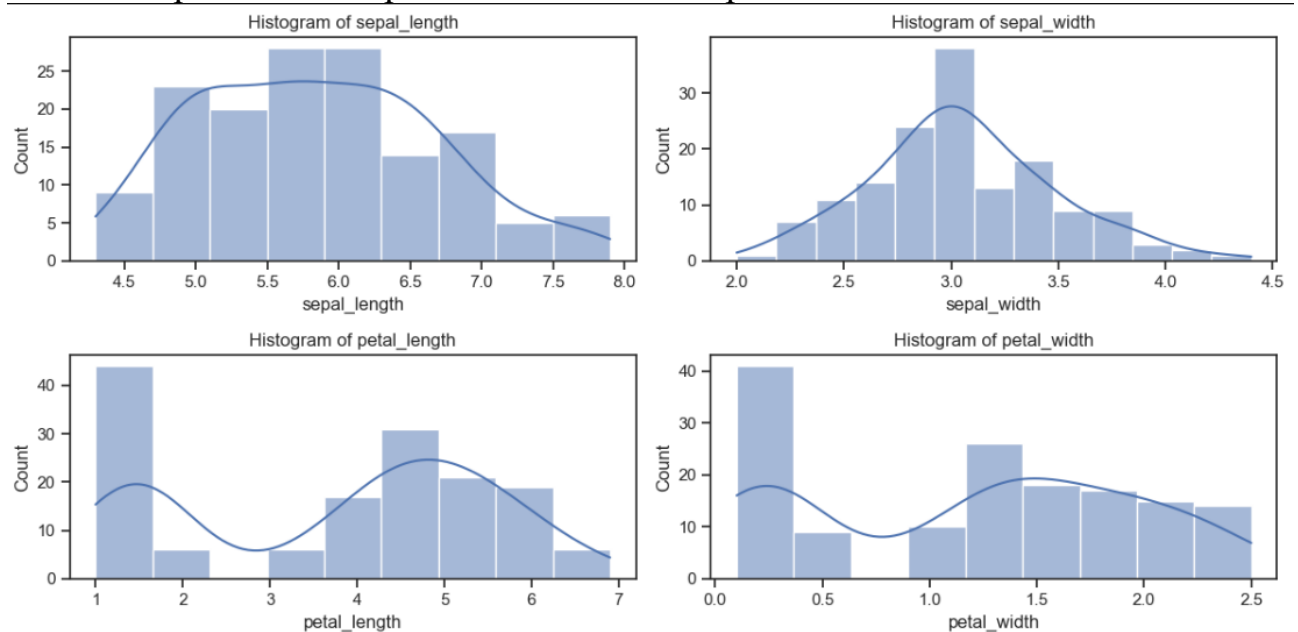 Histogram of sepal_length
25
20
15
10
5
0
Count
4.5 5.0 5.5 6.0 6.5 7.0 7.5 8.0
sepal_length
Histogram of sepal_width
30
20
10
0
Count
2.0 2.5 3.0 3.5 4.0 4.5
sepal_width
Histogram of petal_length
40
30
20
10
0
Count
1 2 3 4 5 6 7
petal_length
Histogram of petal_width
40
30
20
10
0
Count
0.0 0.5 1.0 1.5 2.0 2.5
petal_width